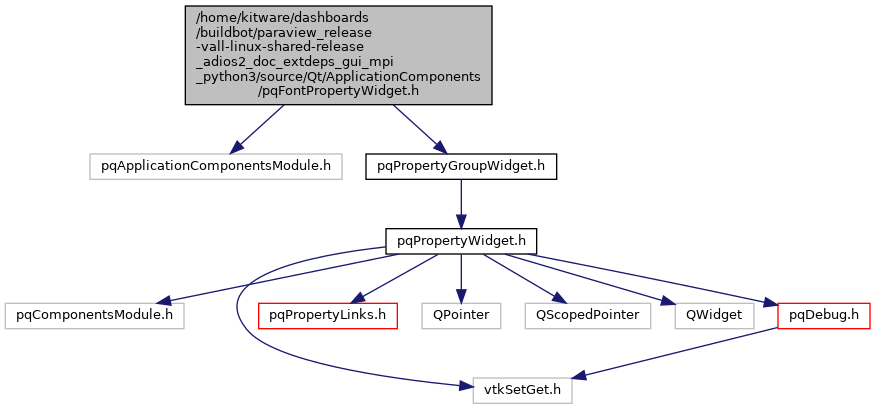 /home/kitware/dashboards
/buildbot/paraview_release
-vall-linux-shared-release
_adios2_doc_extdeps_gui_mpi
_python3/source/Qt/ApplicationComponents
/pqFontPropertyWidget.h
pqApplicationComponentsModule.h
pqPropertyGroupWidget.h
pqPropertyWidget.h
pqComponentsModule.h
pqPropertyLinks.h
QPointer
QScopedPointer
QWidget
pqDebug.h
vtkSetGet.h